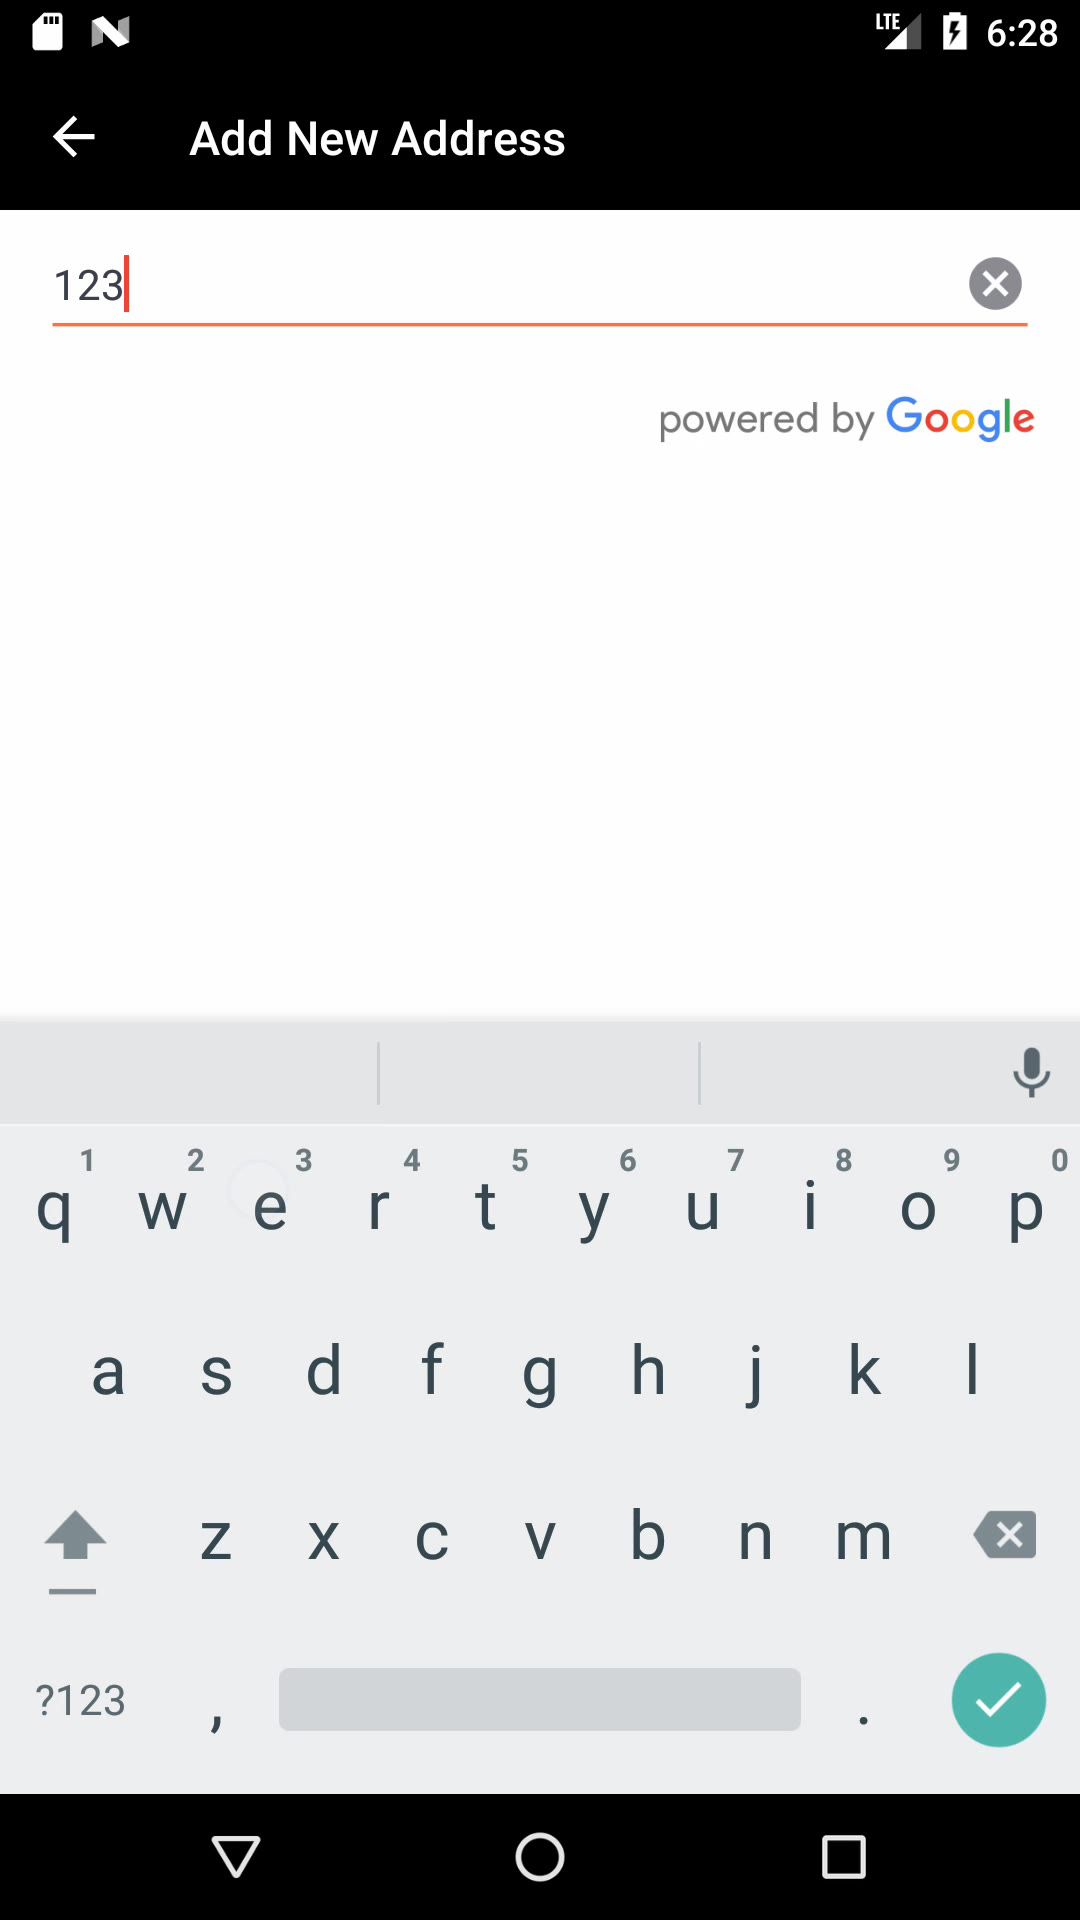 LTE 6:28
Add New Address
123
powered by Google
1 2 3 4 5 6 7 8 9 0
q w e r t y u i o p
a s d f g h j k l
z x c v b n m
?123 , .